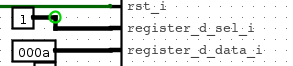 rst_i
1
register_d_sel_i
000a
register_d_data_i